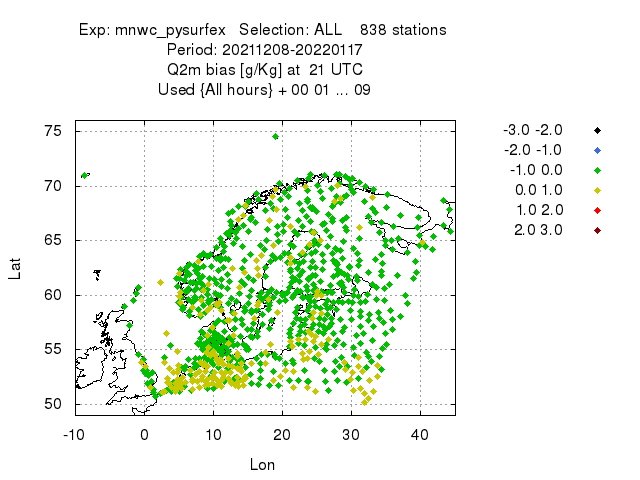 Exp: mnwc_pysurfex Selection: ALL 838 stations
Period: 20211208-20220117
Q2m bias [g/Kg] at 21 UTC
Used {All hours} + 00 01 ... 09
-3.0 -2.0
-2.0 -1.0
-1.0 0.0
0.0 1.0
1.0 2.0
2.0 3.0
75
70
65
60
55
50
Lat
-10 0 10 20 30 40
Lon